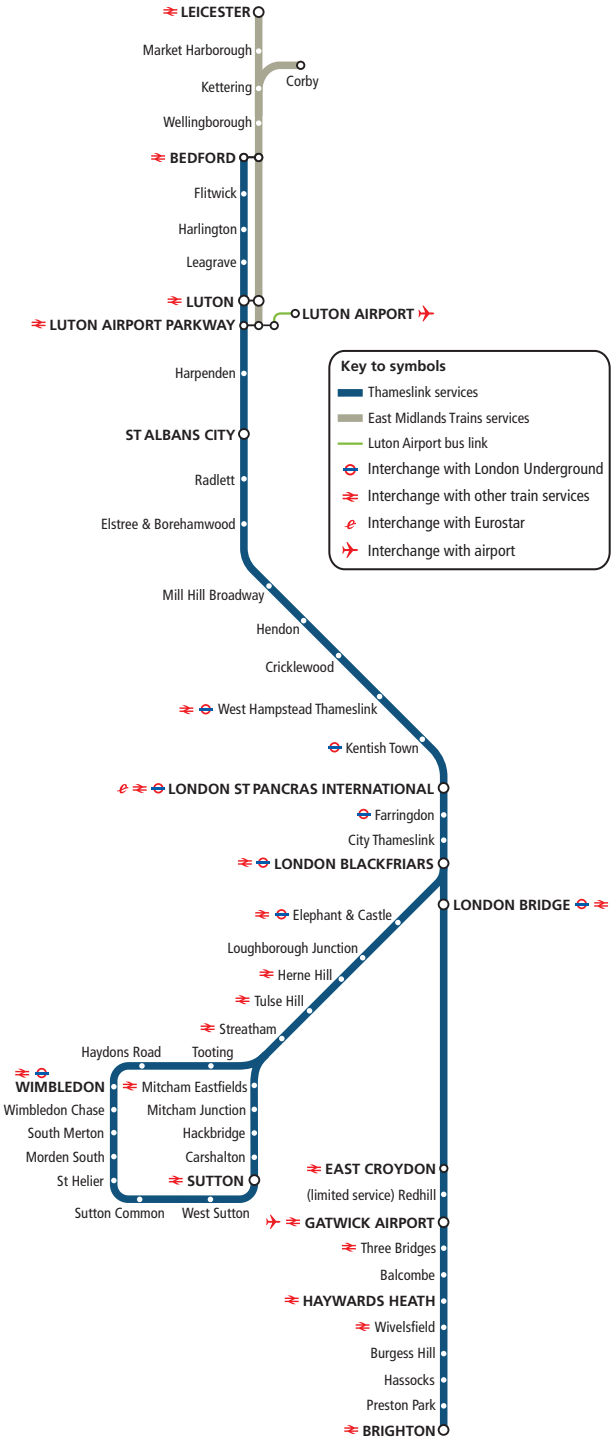 LEICESTER
Market Harborough
Corby
Kettering
Wellingborough
BEDFORD
Flitwick
Harlington
Leagrave
LUTON
LUTON AIRPORT
LUTON AIRPORT PARKWAY
Harpenden
ST ALBANS CITY
Radlett
Elstree & Borehamwood
Key to symbols
Thameslink services
East Midlands Trains services
Luton Airport bus link
Interchange with London Underground
Interchange with other train services
e Interchange with Eurostar
Interchange with airport
Mill Hill Broadway
Hendon
Cricklewood
West Hampstead Thameslink
Kentish Town
e LONDON ST PANCRAS INTERNATIONAL
Farringdon
City Thameslink
LONDON BLACKFRIARS
LONDON BRIDGE
Elephant & Castle
Loughborough Junction
Herne Hill
Tulse Hill
Streatham
Haydons Road
Tooting
WIMBLEDON
Wimbledon Chase
South Merton
Morden South
St Helier
Sutton Common
West Sutton
Mitcham Eastfields
Mitcham Junction
Hackbridge
Carshalton
SUTTON
EAST CROYDON
(limited service) Redhill
GATWICK AIRPORT
Three Bridges
Balcombe
HAYWARDS HEATH
Wivelsfield
Burgess Hill
Hassocks
Preston Park
BRIGHTON